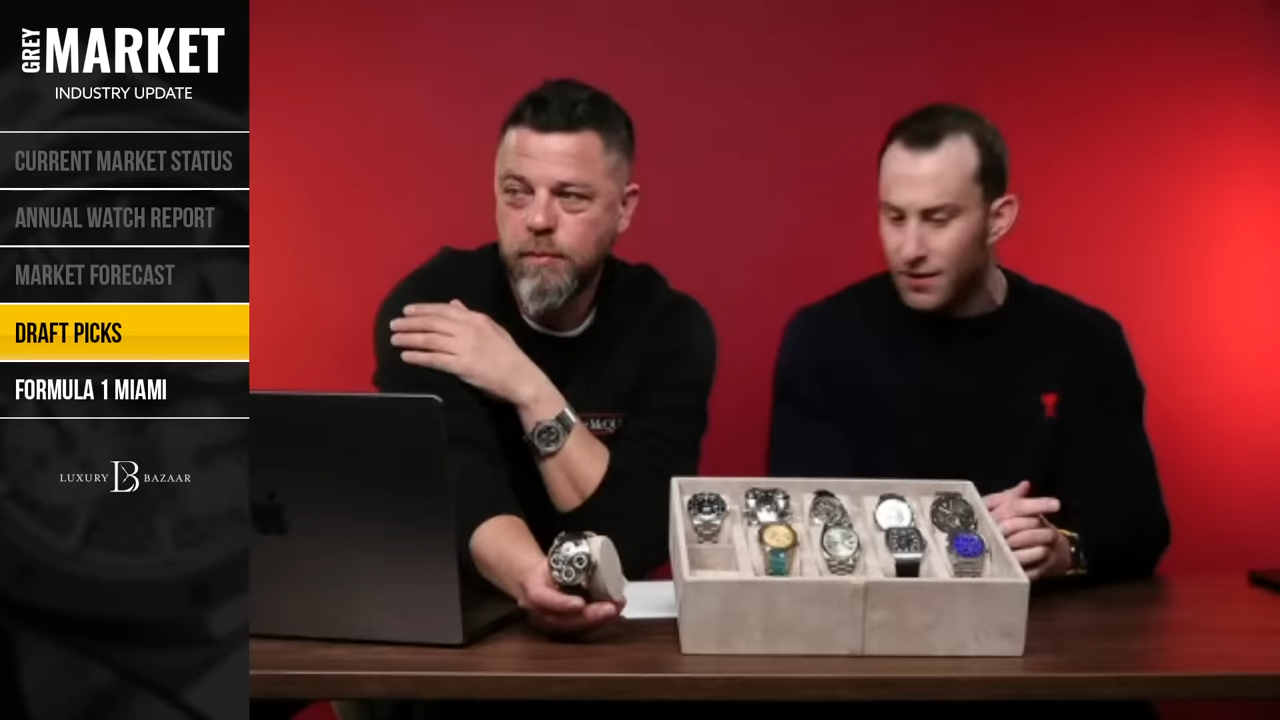 GREY
MARKET
INDUSTRY UPDATE
CURRENT MARKET STATUS
ANNUAL WATCH REPORT
MARKET FORECAST
DRAFT PICKS
FORMULA 1 MIAMI
LUXURY LB BAZAAR